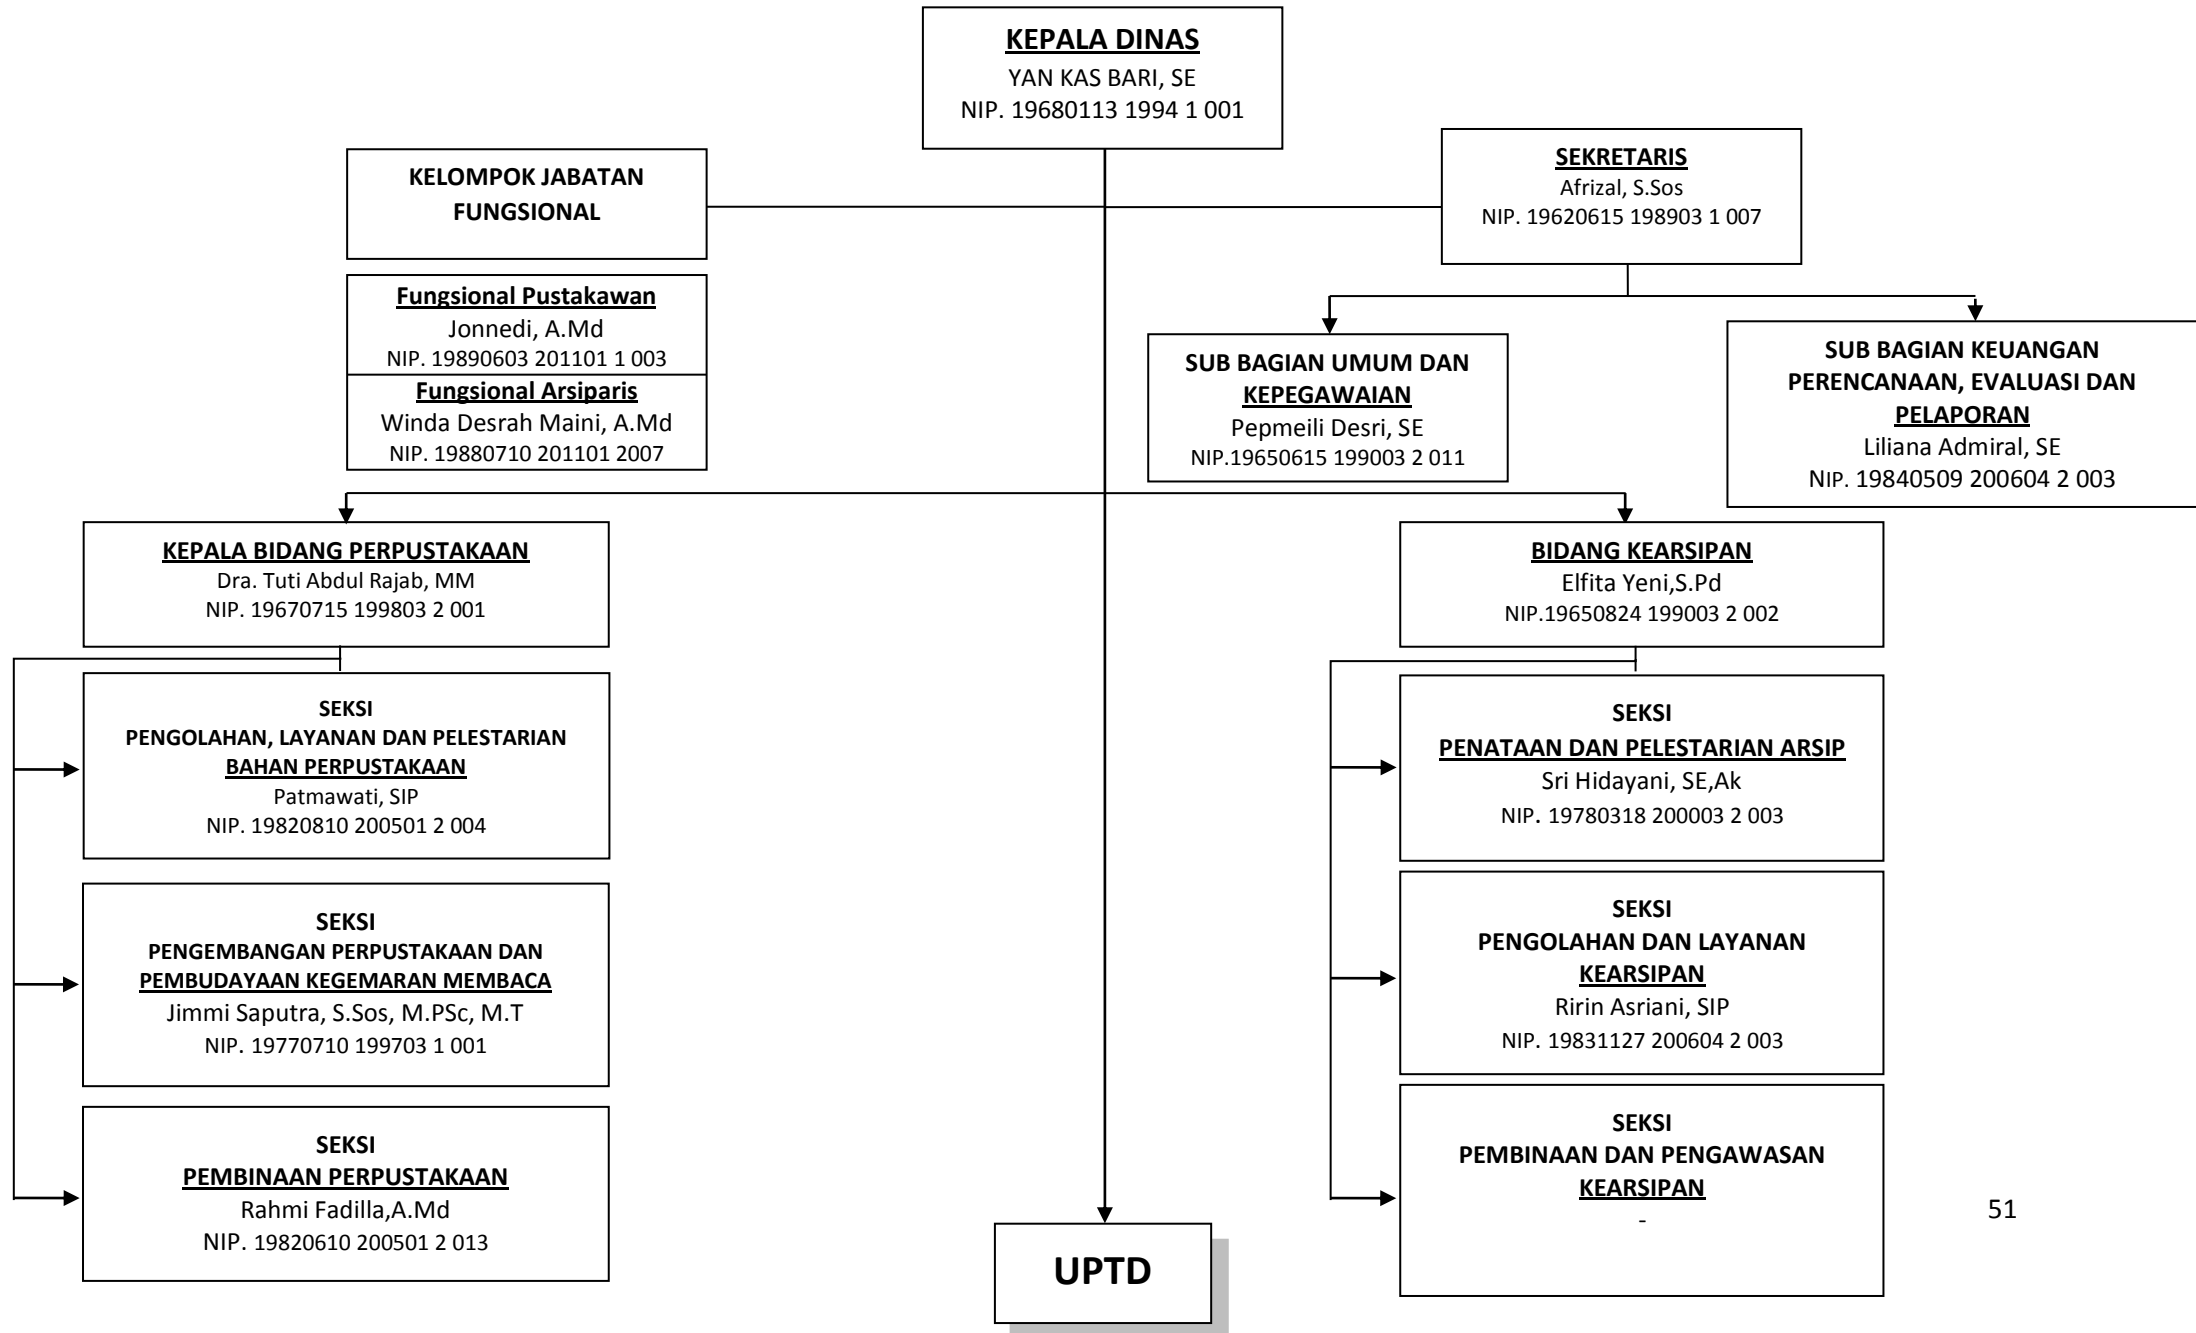 KEPALA DINAS
YAN KAS BARI, SE
NIP. 19680113 1994 1 001
KELOMPOK JABATAN
FUNGSIONAL
SEKRETARIS
Afrizal, S.Sos
NIP. 19620615 198903 1 007
Fungsional Pustakawan
Jonnedi, A.Md
NIP. 19890603 201101 1 003
Fungsional Arsiparis
Winda Desrah Maini, A.Md
NIP. 19880710 201101 2007
SUB BAGIAN UMUM DAN
KEPEGAWAIAN
Pepmeili Desri, SE
NIP.19650615 199003 2 011
SUB BAGIAN KEUANGAN
PERENCANAAN, EVALUASI DAN
PELAPORAN
Liliana Admiral, SE
NIP. 19840509 200604 2 003
KEPALA BIDANG PERPUSTAKAAN
Dra. Tuti Abdul Rajab, MM
NIP. 19670715 199803 2 001
BIDANG KEARSIPAN
Elfita Yeni,S.Pd
NIP.19650824 199003 2 002
SEKSI
PENGOLAHAN, LAYANAN DAN PELESTARIAN
BAHAN PERPUSTAKAAN
Patmawati, SIP
NIP. 19820810 200501 2 004
SEKSI
PENGEMBANGAN PERPUSTAKAAN DAN
PEMBUDAYAAN KEGEMARAN MEMBACA
Jimmi Saputra, S.Sos, M.PSc, M.T
NIP. 19770710 199703 1 001
SEKSI
PEMBINAAN PERPUSTAKAAN
Rahmi Fadilla,A.Md
NIP. 19820610 200501 2 013
SEKSI
PENATAAN DAN PELESTARIAN ARSIP
Sri Hidayani, SE,Ak
NIP. 19780318 200003 2 003
SEKSI
PENGOLAHAN DAN LAYANAN
KEARSIPAN
Ririn Asriani, SIP
NIP. 19831127 200604 2 003
SEKSI
PEMBINAAN DAN PENGAWASAN
KEARSIPAN
-
UPTD
51